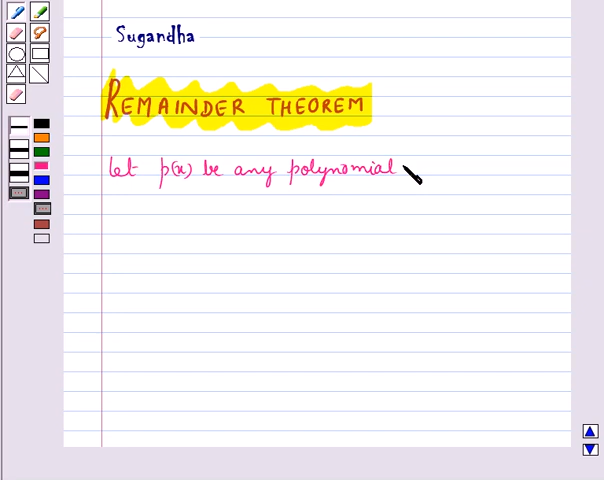 Sugandha
REMAINDER THEOREM
let p(x) be any polynomial